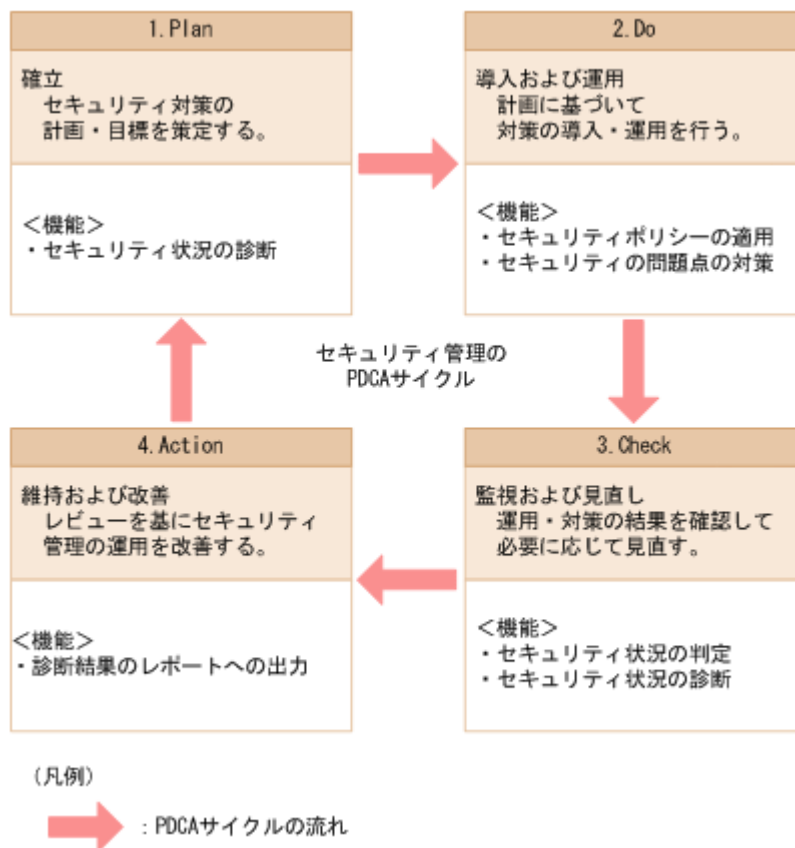 1.Plan
確立
セキュリティ対策の
計画・目標を策定する。
<機能>
・セキュリティ状況の診断
2.Do
導入および運用
計画に基づいて
対策の導入・運用を行う。
<機能>
・セキュリティポリシーの適用
・セキュリティの問題点の対策
セキュリティ管理の
PDCAサイクル
3.Check
監視および見直し
運用・対策の結果を確認して
必要に応じて見直す。
<機能>
・セキュリティ状況の判定
・セキュリティ状況の診断
4.Action
維持および改善
レビューを基にセキュリティ
管理の運用を改善する。
<機能>
・診断結果のレポートへの出力
(凡例)
:PDCAサイクルの流れ